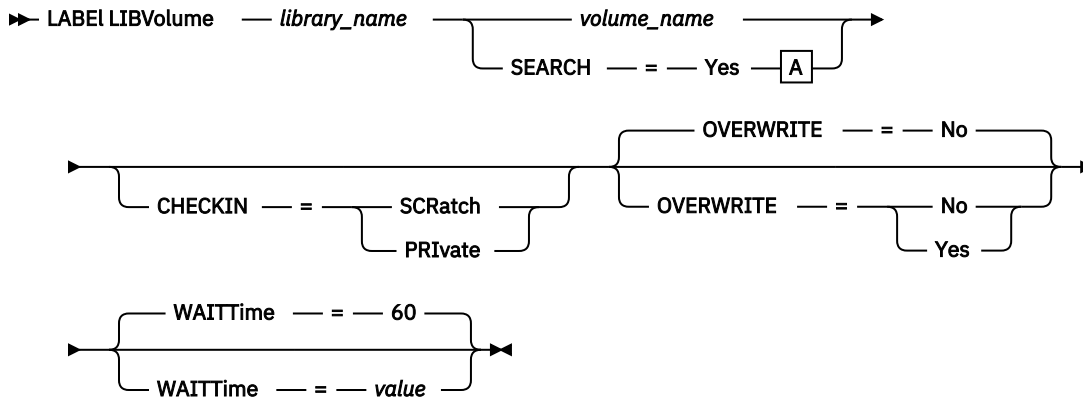 LABEl LIBVolume library_name volume_name
SEARCH = Yes A
OVERWRITE = No
CHECKIN = SCRatch
PRIvate
OVERWRITE = No
Yes
WAITTime = 60
WAITTime = value